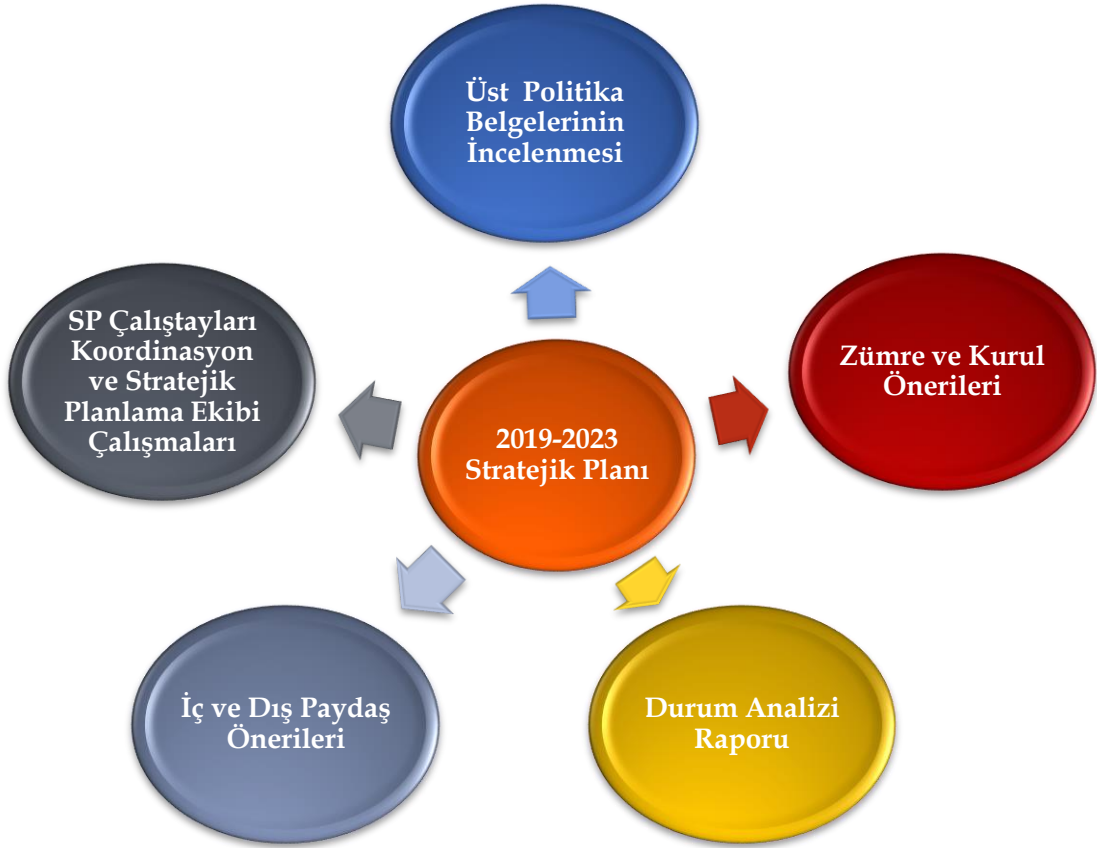 Üst Politika
Belgelerinin
İncelenmesi
SP Çalıştayları
Koordinasyon
ve Stratejik
Planlama Ekibi
Çalışmaları
Zümre ve Kurul
Önerileri
2019-2023
Stratejik Planı
İç ve Dış Paydaş
Önerileri
Durum Analizi
Raporu